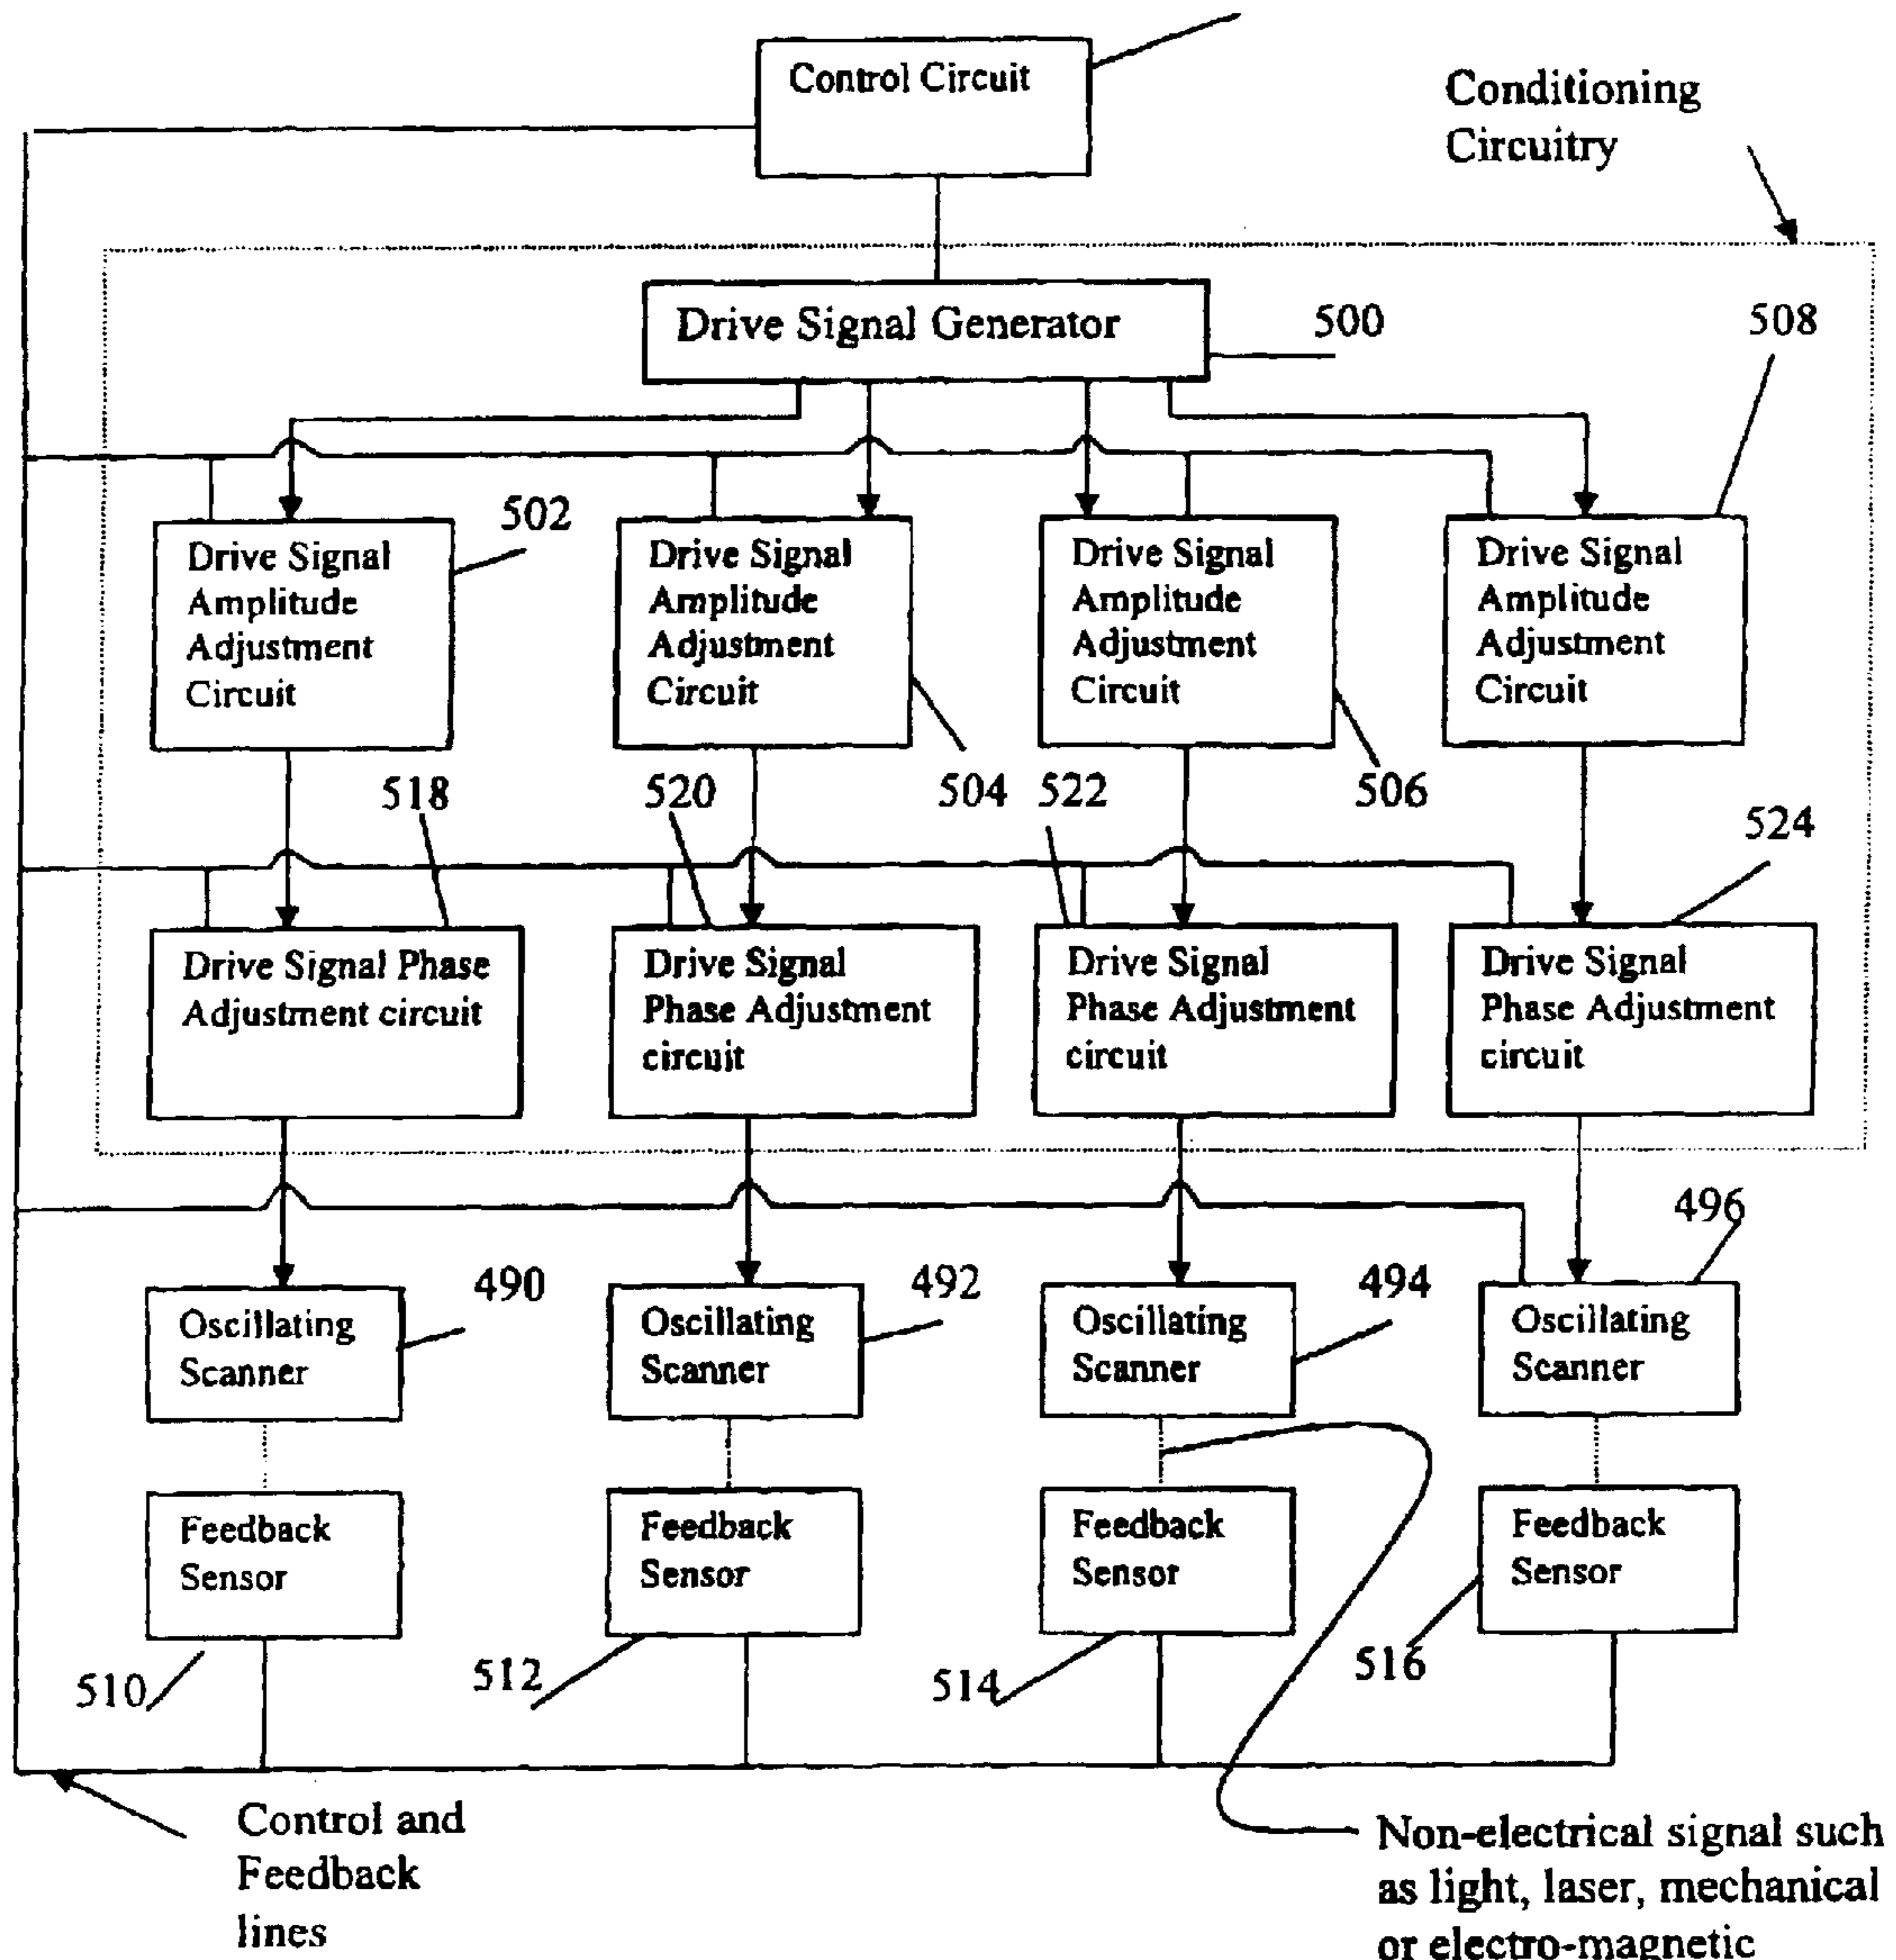 Control Circuit
Conditioning
Circuitry
Drive Signal Generator
500
508
502
Drive Signal
Amplitude
Adjustment
Circuit
Drive Signal
Amplitude
Adjustment
Circuit
Drive Signal
Amplitude
Adjustment
Circuit
Drive Signal
Amplitude
Adjustment
Circuit
518
520
504
522
506
524
Drive Signal Phase
Adjustment circuit
Drive Signal
Phase Adjustment
circuit
Drive Signal
Phase Adjustment
circuit
Drive Signal
Phase Adjustment
circuit
490
492
494
496
Oscillating
Scanner
Oscillating
Scanner
Oscillating
Scanner
Oscillating
Scanner
Feedback
Sensor
Feedback
Sensor
Feedback
Sensor
Feedback
Sensor
510
512
514
516
Control and
Feedback
lines
Non-electrical signal such
as light, laser, mechanical
or electro-magnetic